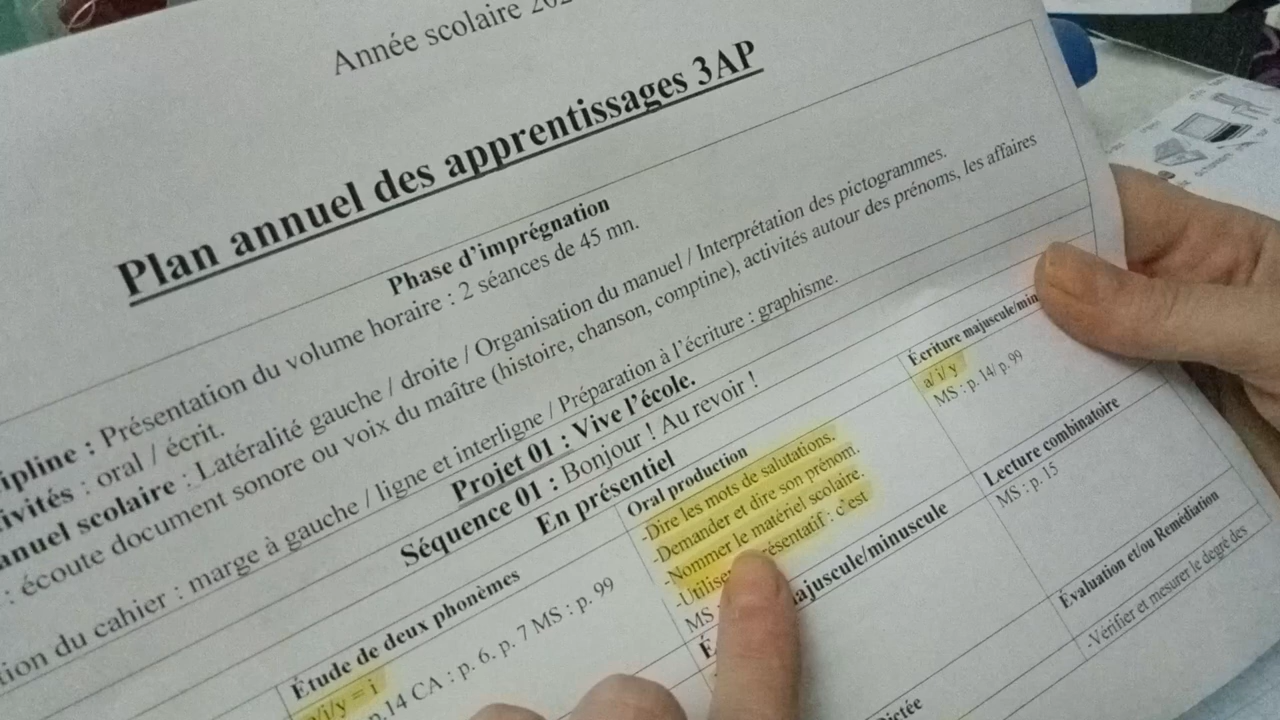 Année scolaire
Plan annuel des apprentissages 3AP
Phase d'imprégnation
ipline : Présentation du volume horaire : 2 séances de 45 mn.
ivités : oral / écrit.
anuel scolaire : Latéralité gauche / droite / Organisation du manuel / Interprétation des pictogrammes.
: écoute document sonore ou voix du maître (histoire, chanson, comptine), activités autour des prénoms, les affaires
tion du cahier : marge à gauche / ligne et interligne / Préparation à l'écriture : graphisme.
Projet 01 : Vive l'école.
Séquence 01 : Bonjour ! Au revoir !
En présentiel
Étude de deux phonèmes
/i/y = i
p.14 CA : p. 6. p. 7 MS : p. 99
Oral production
-Dire les mots de salutations.
-Demander et dire son prénom.
-Nommer le matériel scolaire.
-Utiliser résentatif : c'est
MS
Écriture majuscule/min
a/ i/ y
MS : p. 14/ p. 99
É ajuscule/minuscule
Lecture combinatoire
MS : p. 15
Évaluation et/ou Remédiation
-Vérifier et mesurer le degré des
Dictée